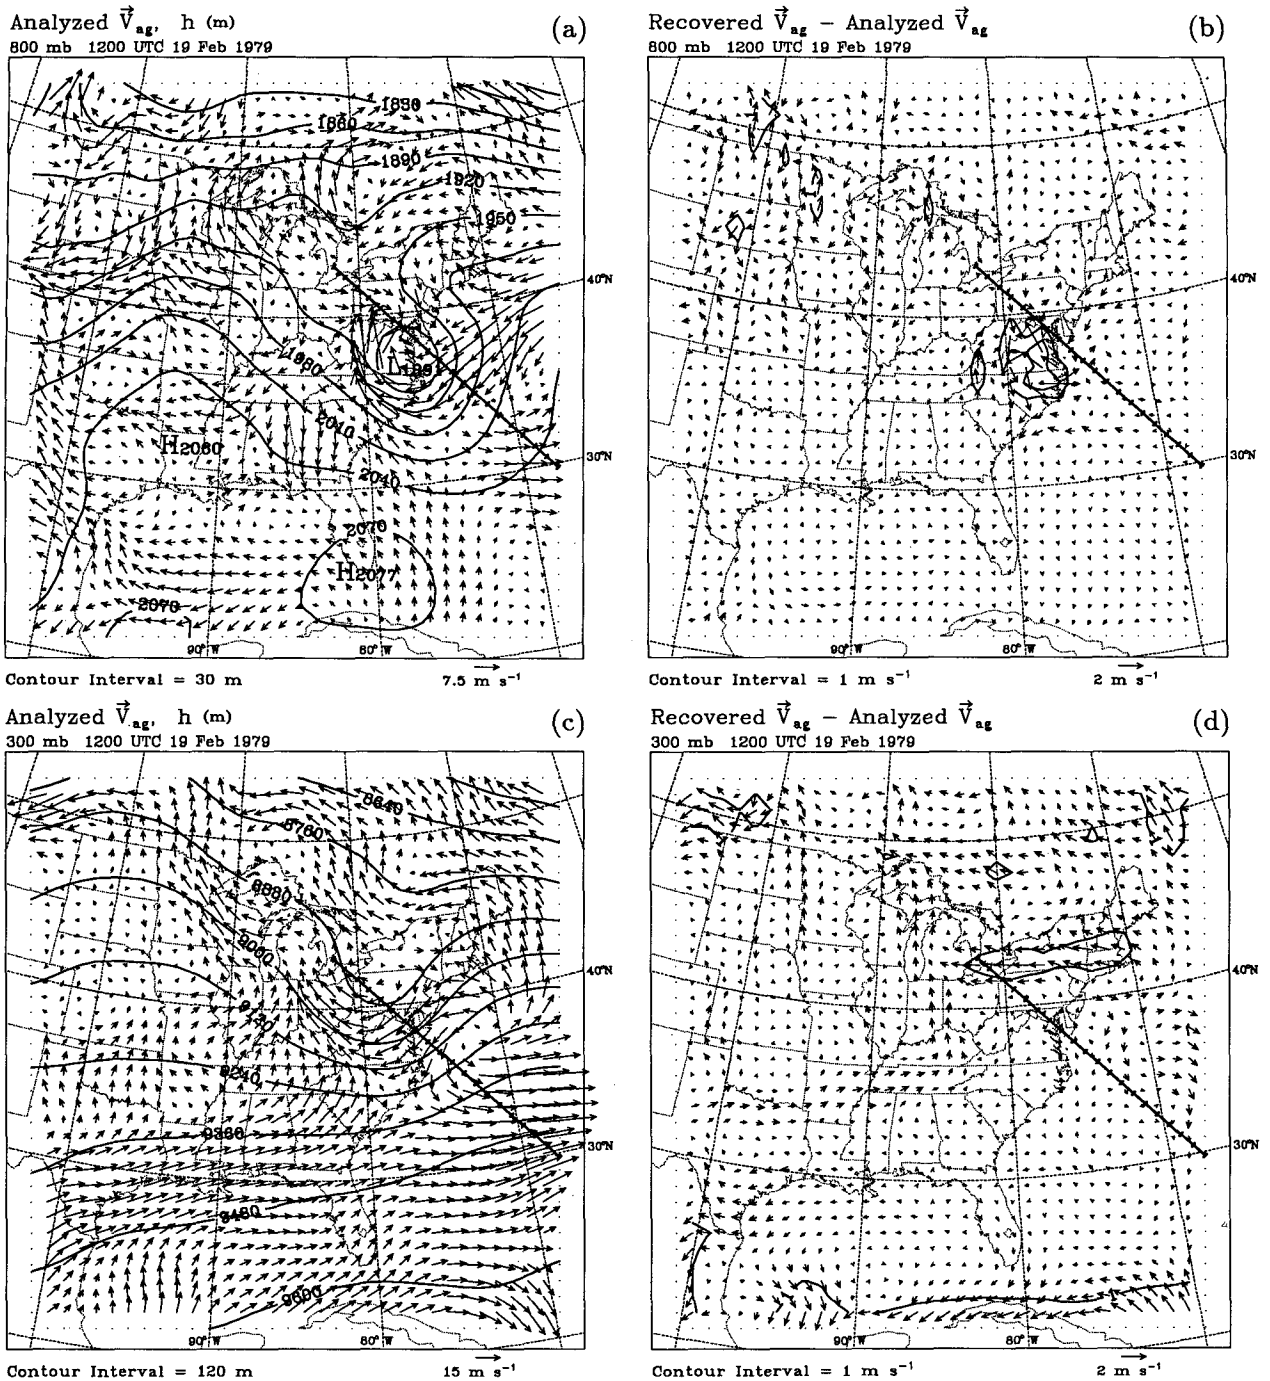 Analyzed V⃗ag, h (m) (a)
800 mb 1200 UTC 19 Feb 1979
1830
1860
1890
1920
1950
1980
L
2010
H2060
2040
2070
H2077
2070
40°N
30°N
90°W
80°W
Contour Interval = 30 m 7.5 m s⁻¹
Recovered V⃗ag – Analyzed V⃗ag (b)
800 mb 1200 UTC 19 Feb 1979
40°N
30°N
90°W
80°W
Contour Interval = 1 m s⁻¹ 2 m s⁻¹
Analyzed V⃗ag, h (m) (c)
300 mb 1200 UTC 19 Feb 1979
8640
8760
8880
9000
9120
9240
9360
9480
9600
40°N
30°N
90°W
80°W
Contour Interval = 120 m 15 m s⁻¹
Recovered V⃗ag – Analyzed V⃗ag (d)
300 mb 1200 UTC 19 Feb 1979
40°N
30°N
90°W
80°W
Contour Interval = 1 m s⁻¹ 2 m s⁻¹